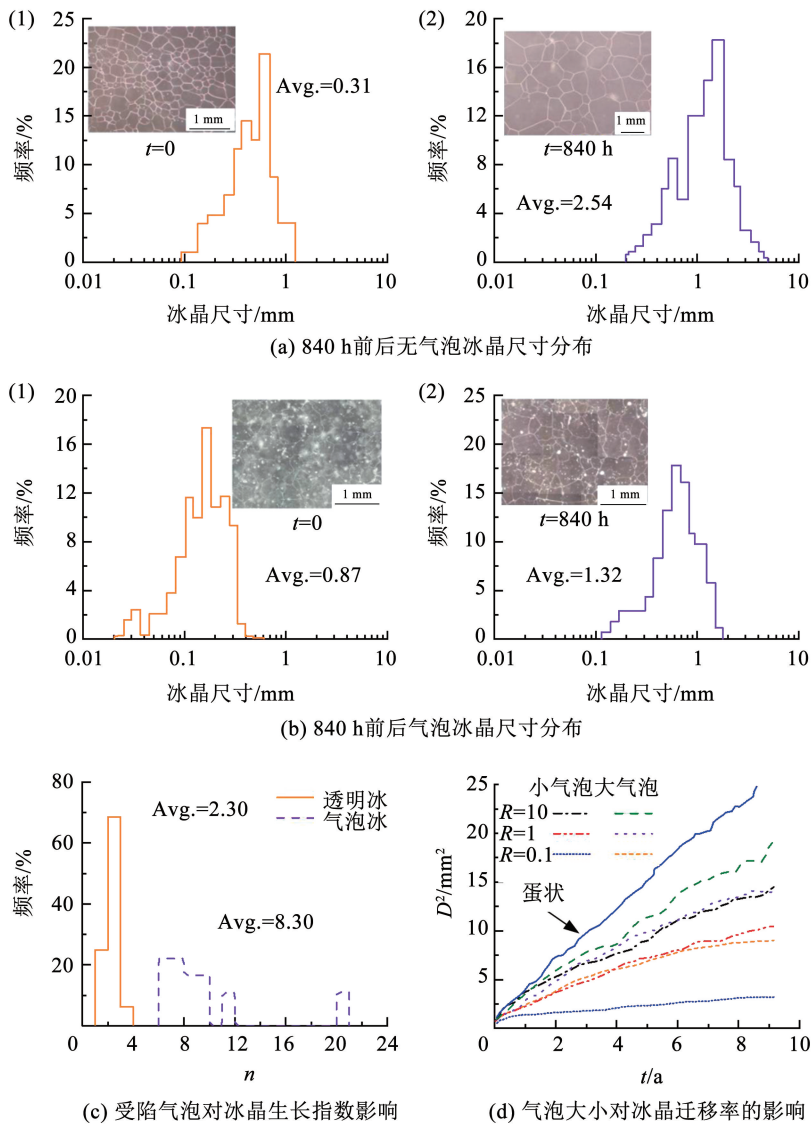 (1)
25
20
15
10
5
0
频率/%
1 mm
t=0
Avg.=0.31
0.01 0.1 1 10
冰晶尺寸/mm
(2)
20
16
12
8
4
0
频率/%
1 mm
t=840 h
Avg.=2.54
0.01 0.1 1 10
冰晶尺寸/mm
(a) 840 h前后无气泡冰晶尺寸分布
(1)
20
16
12
8
4
0
频率/%
1 mm
t=0
Avg.=0.87
0.01 0.1 1 10
冰晶尺寸/mm
(2)
25
20
15
10
5
0
频率/%
1 mm
t=840 h
Avg.=1.32
0.01 0.1 1 10
冰晶尺寸/mm
(b) 840 h前后气泡冰晶尺寸分布
80
60
40
20
频率/%
Avg.=2.30
透明冰
气泡冰
Avg.=8.30
0 4 8 12 16 20 24
n
(c) 受陷气泡对冰晶生长指数影响
25
20
15
10
5
D²/mm²
小气泡大气泡
R=10
R=1
R=0.1
蛋状
0 2 4 6 8 10
t/a
(d) 气泡大小对冰晶迁移率的影响